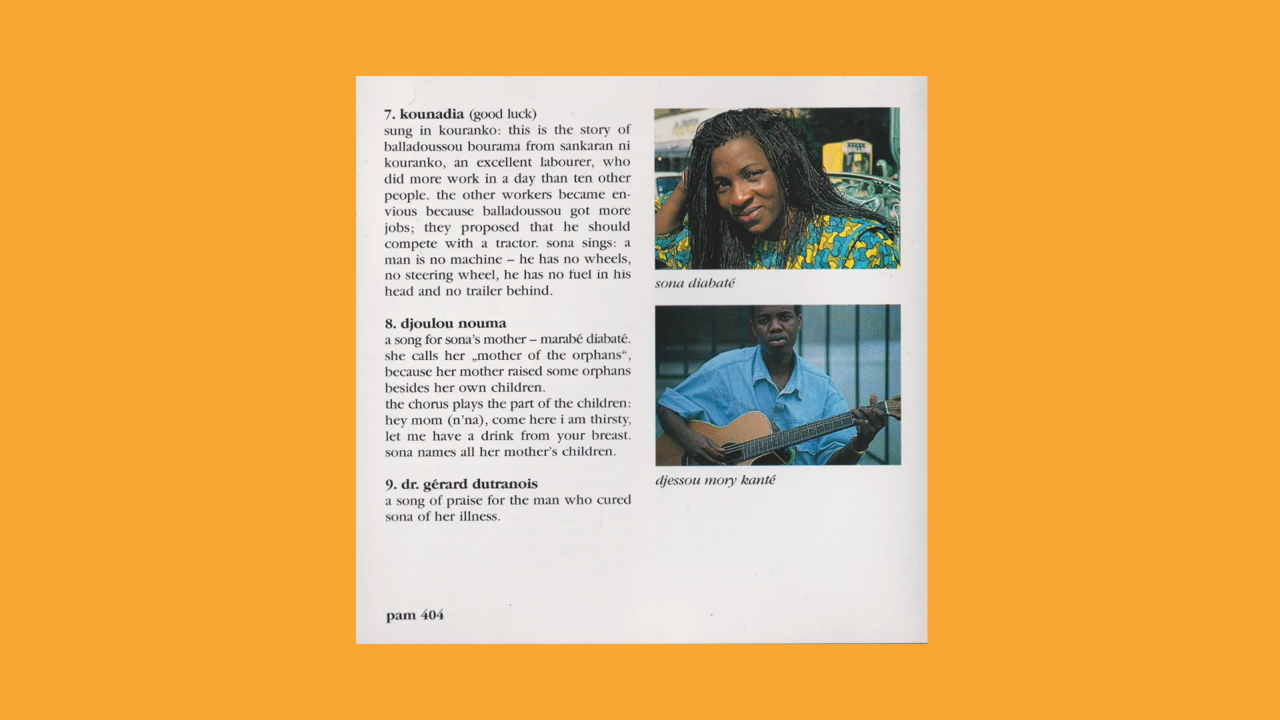 7. kounadia (good luck)
sung in kouranko: this is the story of
balladoussou bourama from sankaran ni
kouranko, an excellent labourer, who
did more work in a day than ten other
people. the other workers became en-
vious because balladoussou got more
jobs; they proposed that he should
compete with a tractor. sona sings: a
man is no machine – he has no wheels,
no steering wheel, he has no fuel in his
head and no trailer behind.
8. djoulou nouma
a song for sona's mother – marabé diabaté.
she calls her „mother of the orphans“,
because her mother raised some orphans
besides her own children.
the chorus plays the part of the children:
hey mom (n'na), come here i am thirsty,
let me have a drink from your breast.
sona names all her mother's children.
9. dr. gérard dutranois
a song of praise for the man who cured
sona of her illness.
pam 404
sona diabaté
djessou mory kanté